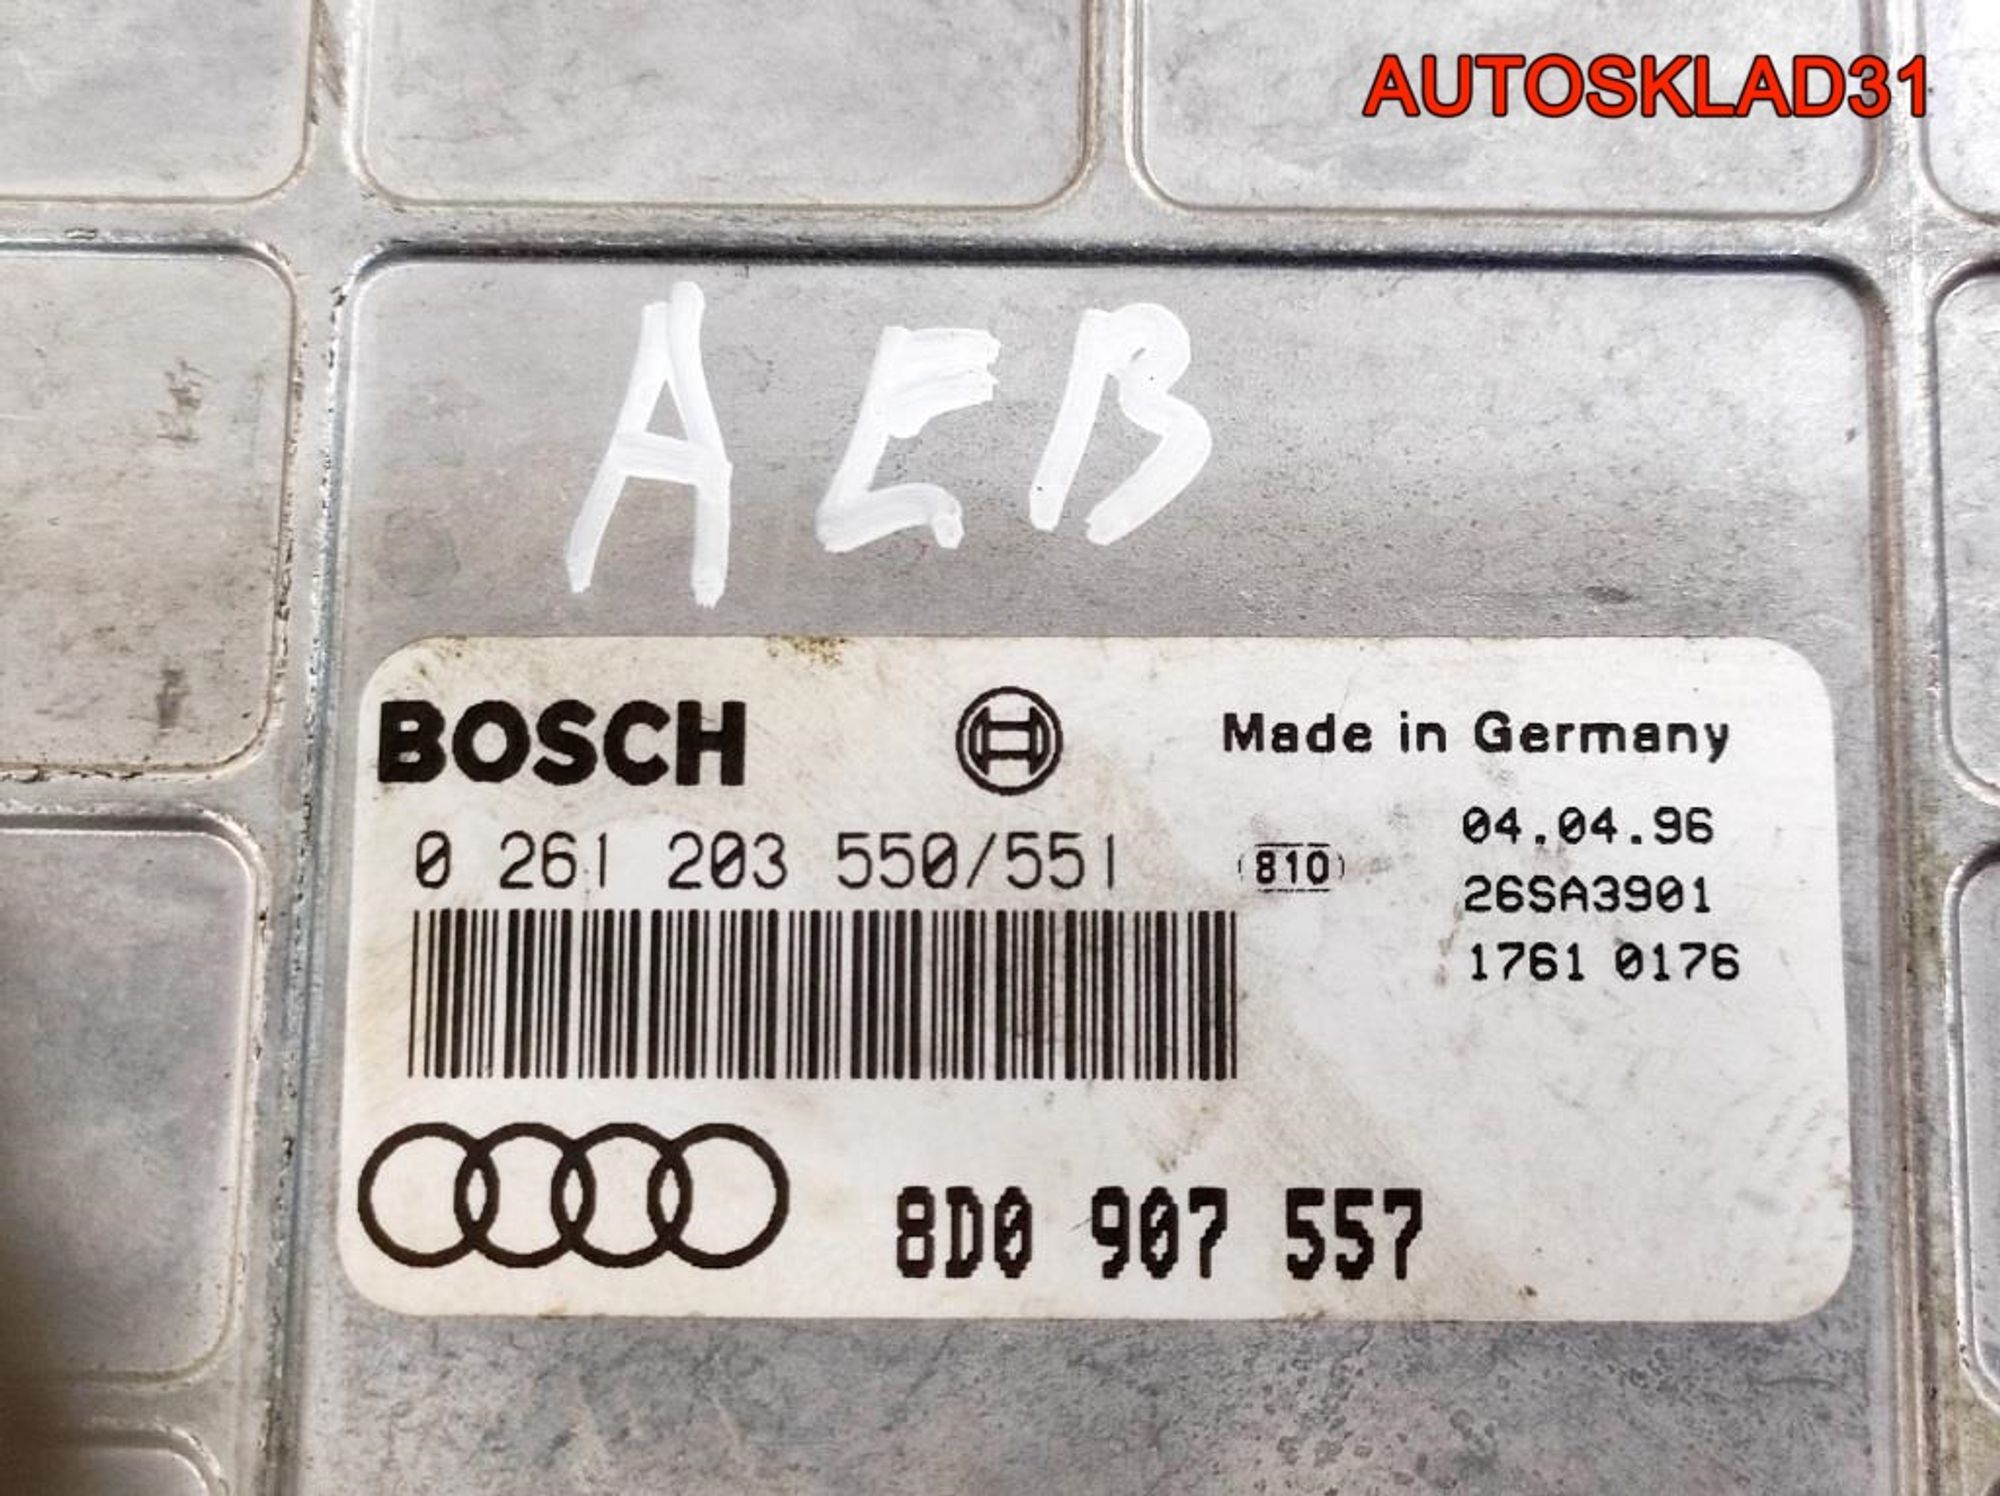 AUTOSKLAD31
AEB
BOSCH Made in Germany
04.04.96
0 261 203 550/551 (810)
26SA3901
1761 0176
8D0 907 557